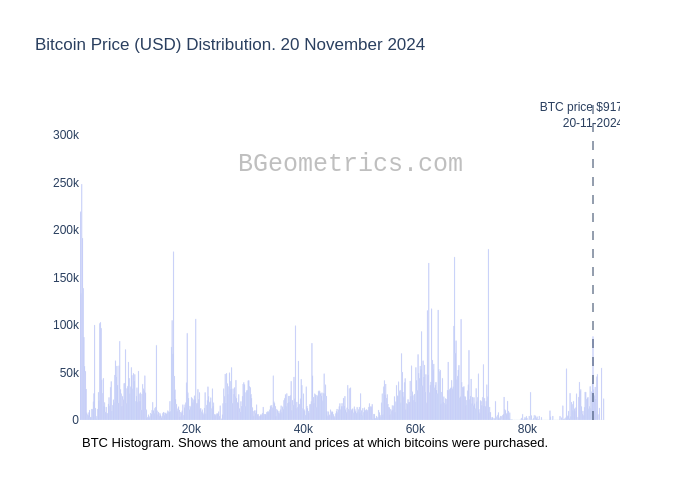 Bitcoin Price (USD) Distribution. 20 November 2024
BTC price $917
20-11-2024
300k
BGeometrics.com
250k
200k
150k
100k
50k
0
20k 40k 60k 80k
BTC Histogram. Shows the amount and prices at which bitcoins were purchased.